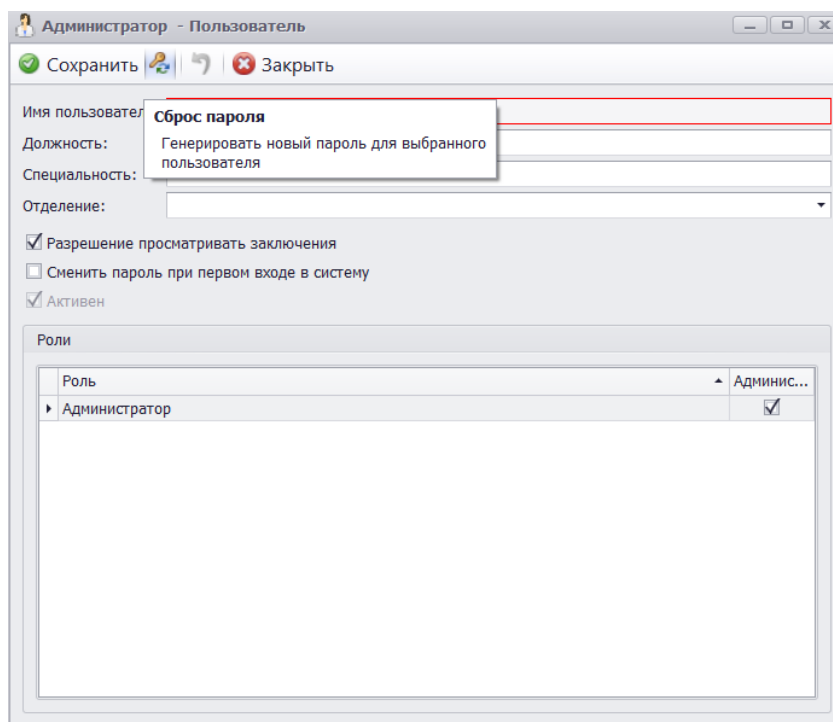 Администратор - Пользователь
Сохранить Закрыть
Имя пользовател
Сброс пароля
Генерировать новый пароль для выбранного
пользователя
Должность:
Специальность:
Отделение:
Разрешение просматривать заключения
Сменить пароль при первом входе в систему
Активен
Роли
Роль Админис...
Администратор